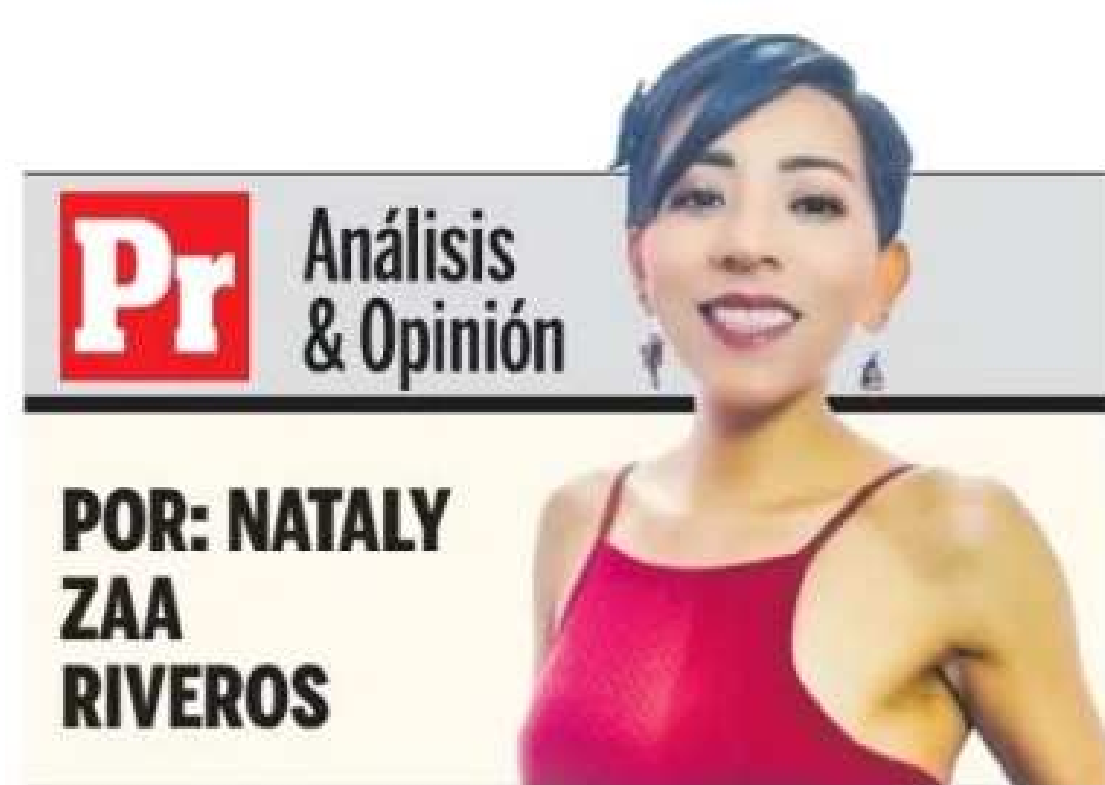 Pr
Análisis
& Opinión
POR: NATALY
ZAA
RIVEROS